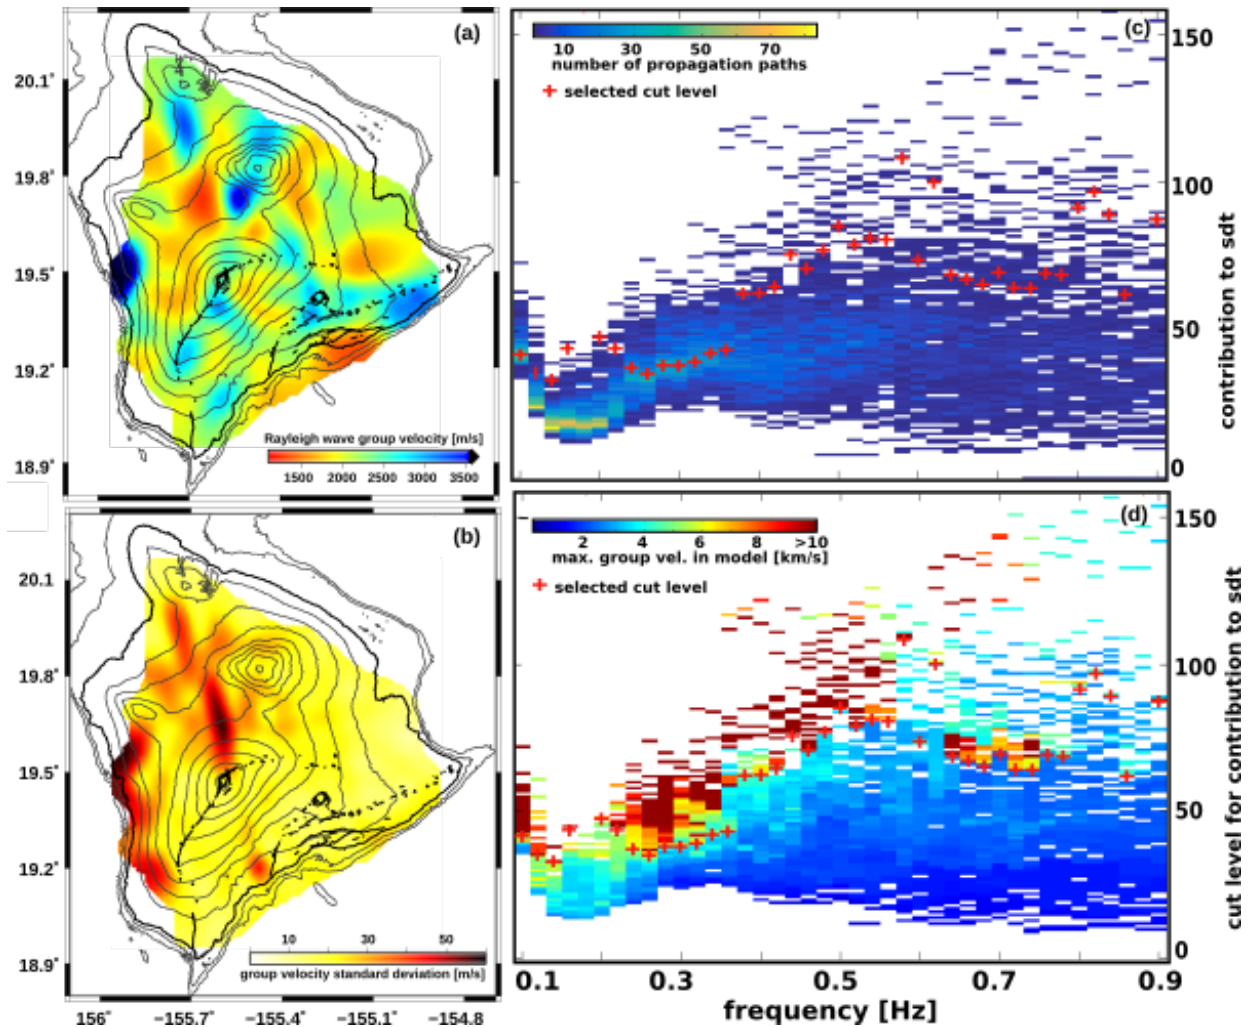 (a)
20.1˚
19.8˚
19.5˚
19.2˚
18.9˚
Rayleigh wave group velocity [m/s]
1500 2000 2500 3000 3500
(b)
20.1˚
19.8˚
19.5˚
19.2˚
18.9˚
10 30 50
group velocity standard deviation [m/s]
156˚ −155.7˚ −155.4˚ −155.1˚ −154.8
(c)
10 30 50 70
number of propagation paths
selected cut level
150
100
50
0
contribution to sdt
(d)
2 4 6 8 >10
max. group vel. in model [km/s]
selected cut level
150
100
50
0
cut level for contribution to sdt
0.1 0.3 0.5 0.7 0.9
frequency [Hz]